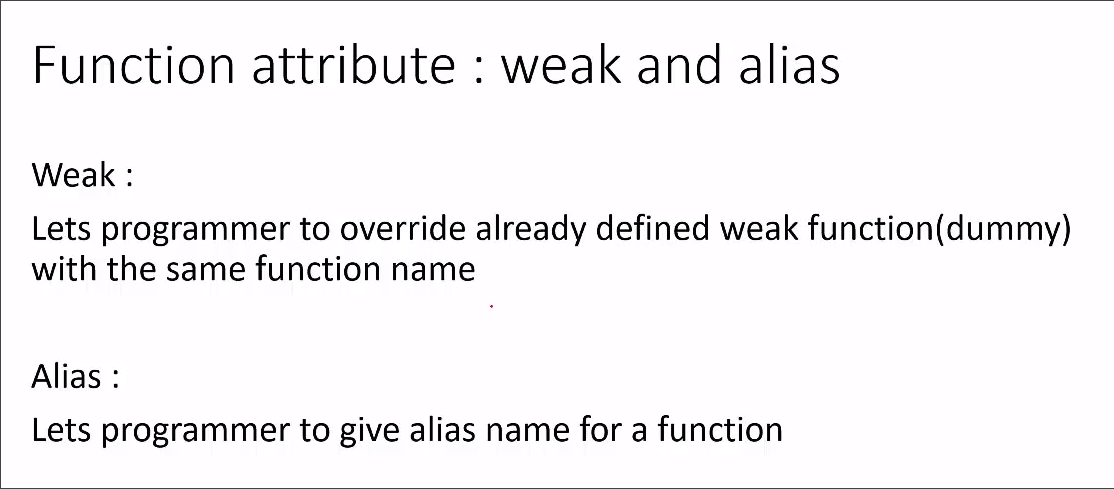 Function attribute : weak and alias
Weak :
Lets programmer to override already defined weak function(dummy)
with the same function name
Alias :
Lets programmer to give alias name for a function